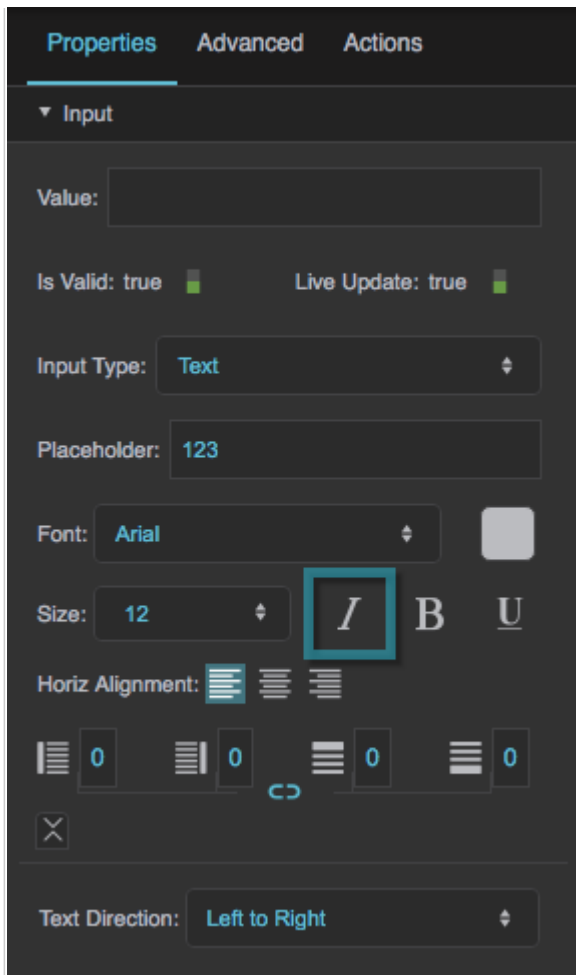 Properties Advanced Actions
Input
Value:
Is Valid: true Live Update: true
Input Type: Text
Placeholder: 123
Font: Arial
Size: 12 I B U
Horiz Alignment:
0 0 0 0
Text Direction: Left to Right